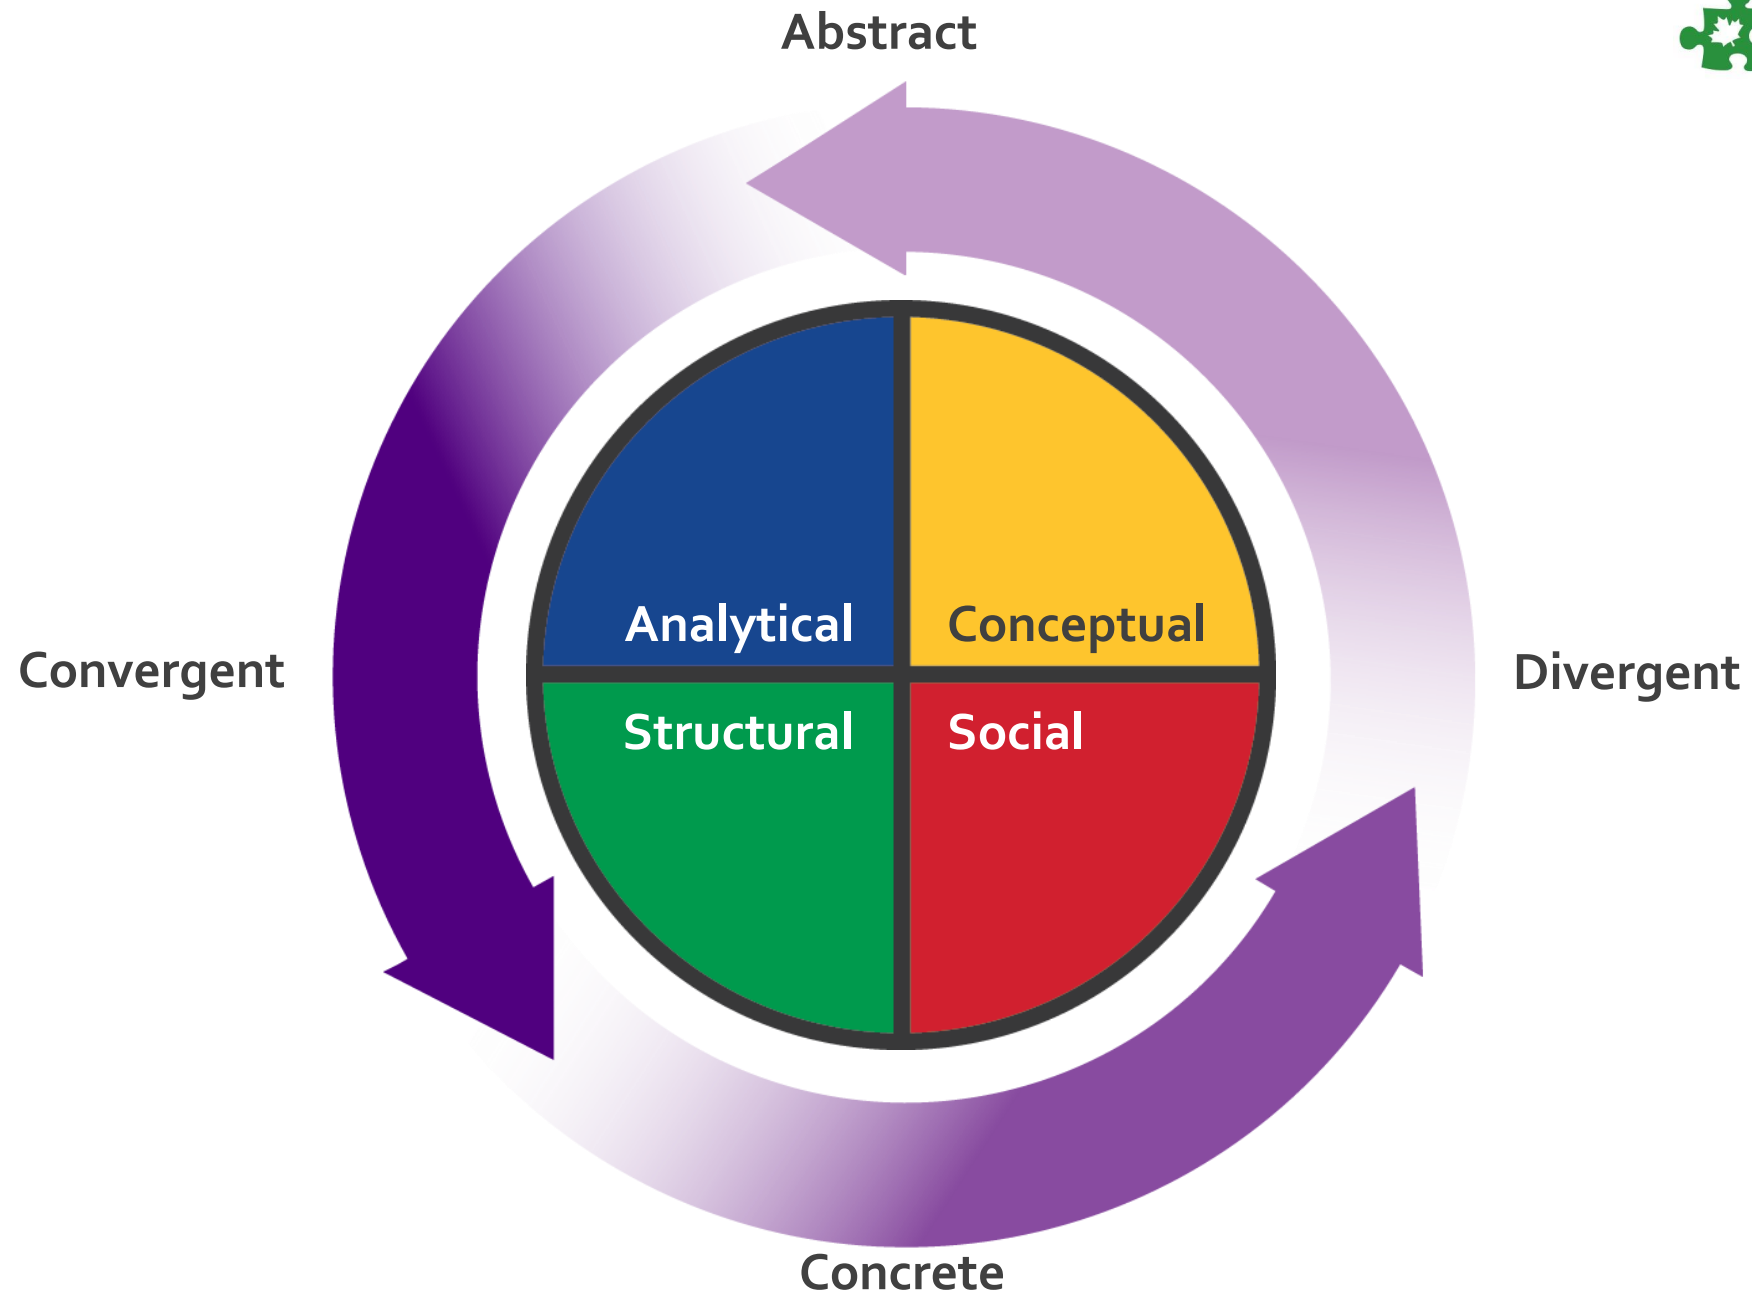 Abstract
Analytical
Conceptual
Convergent
Divergent
Structural
Social
Concrete